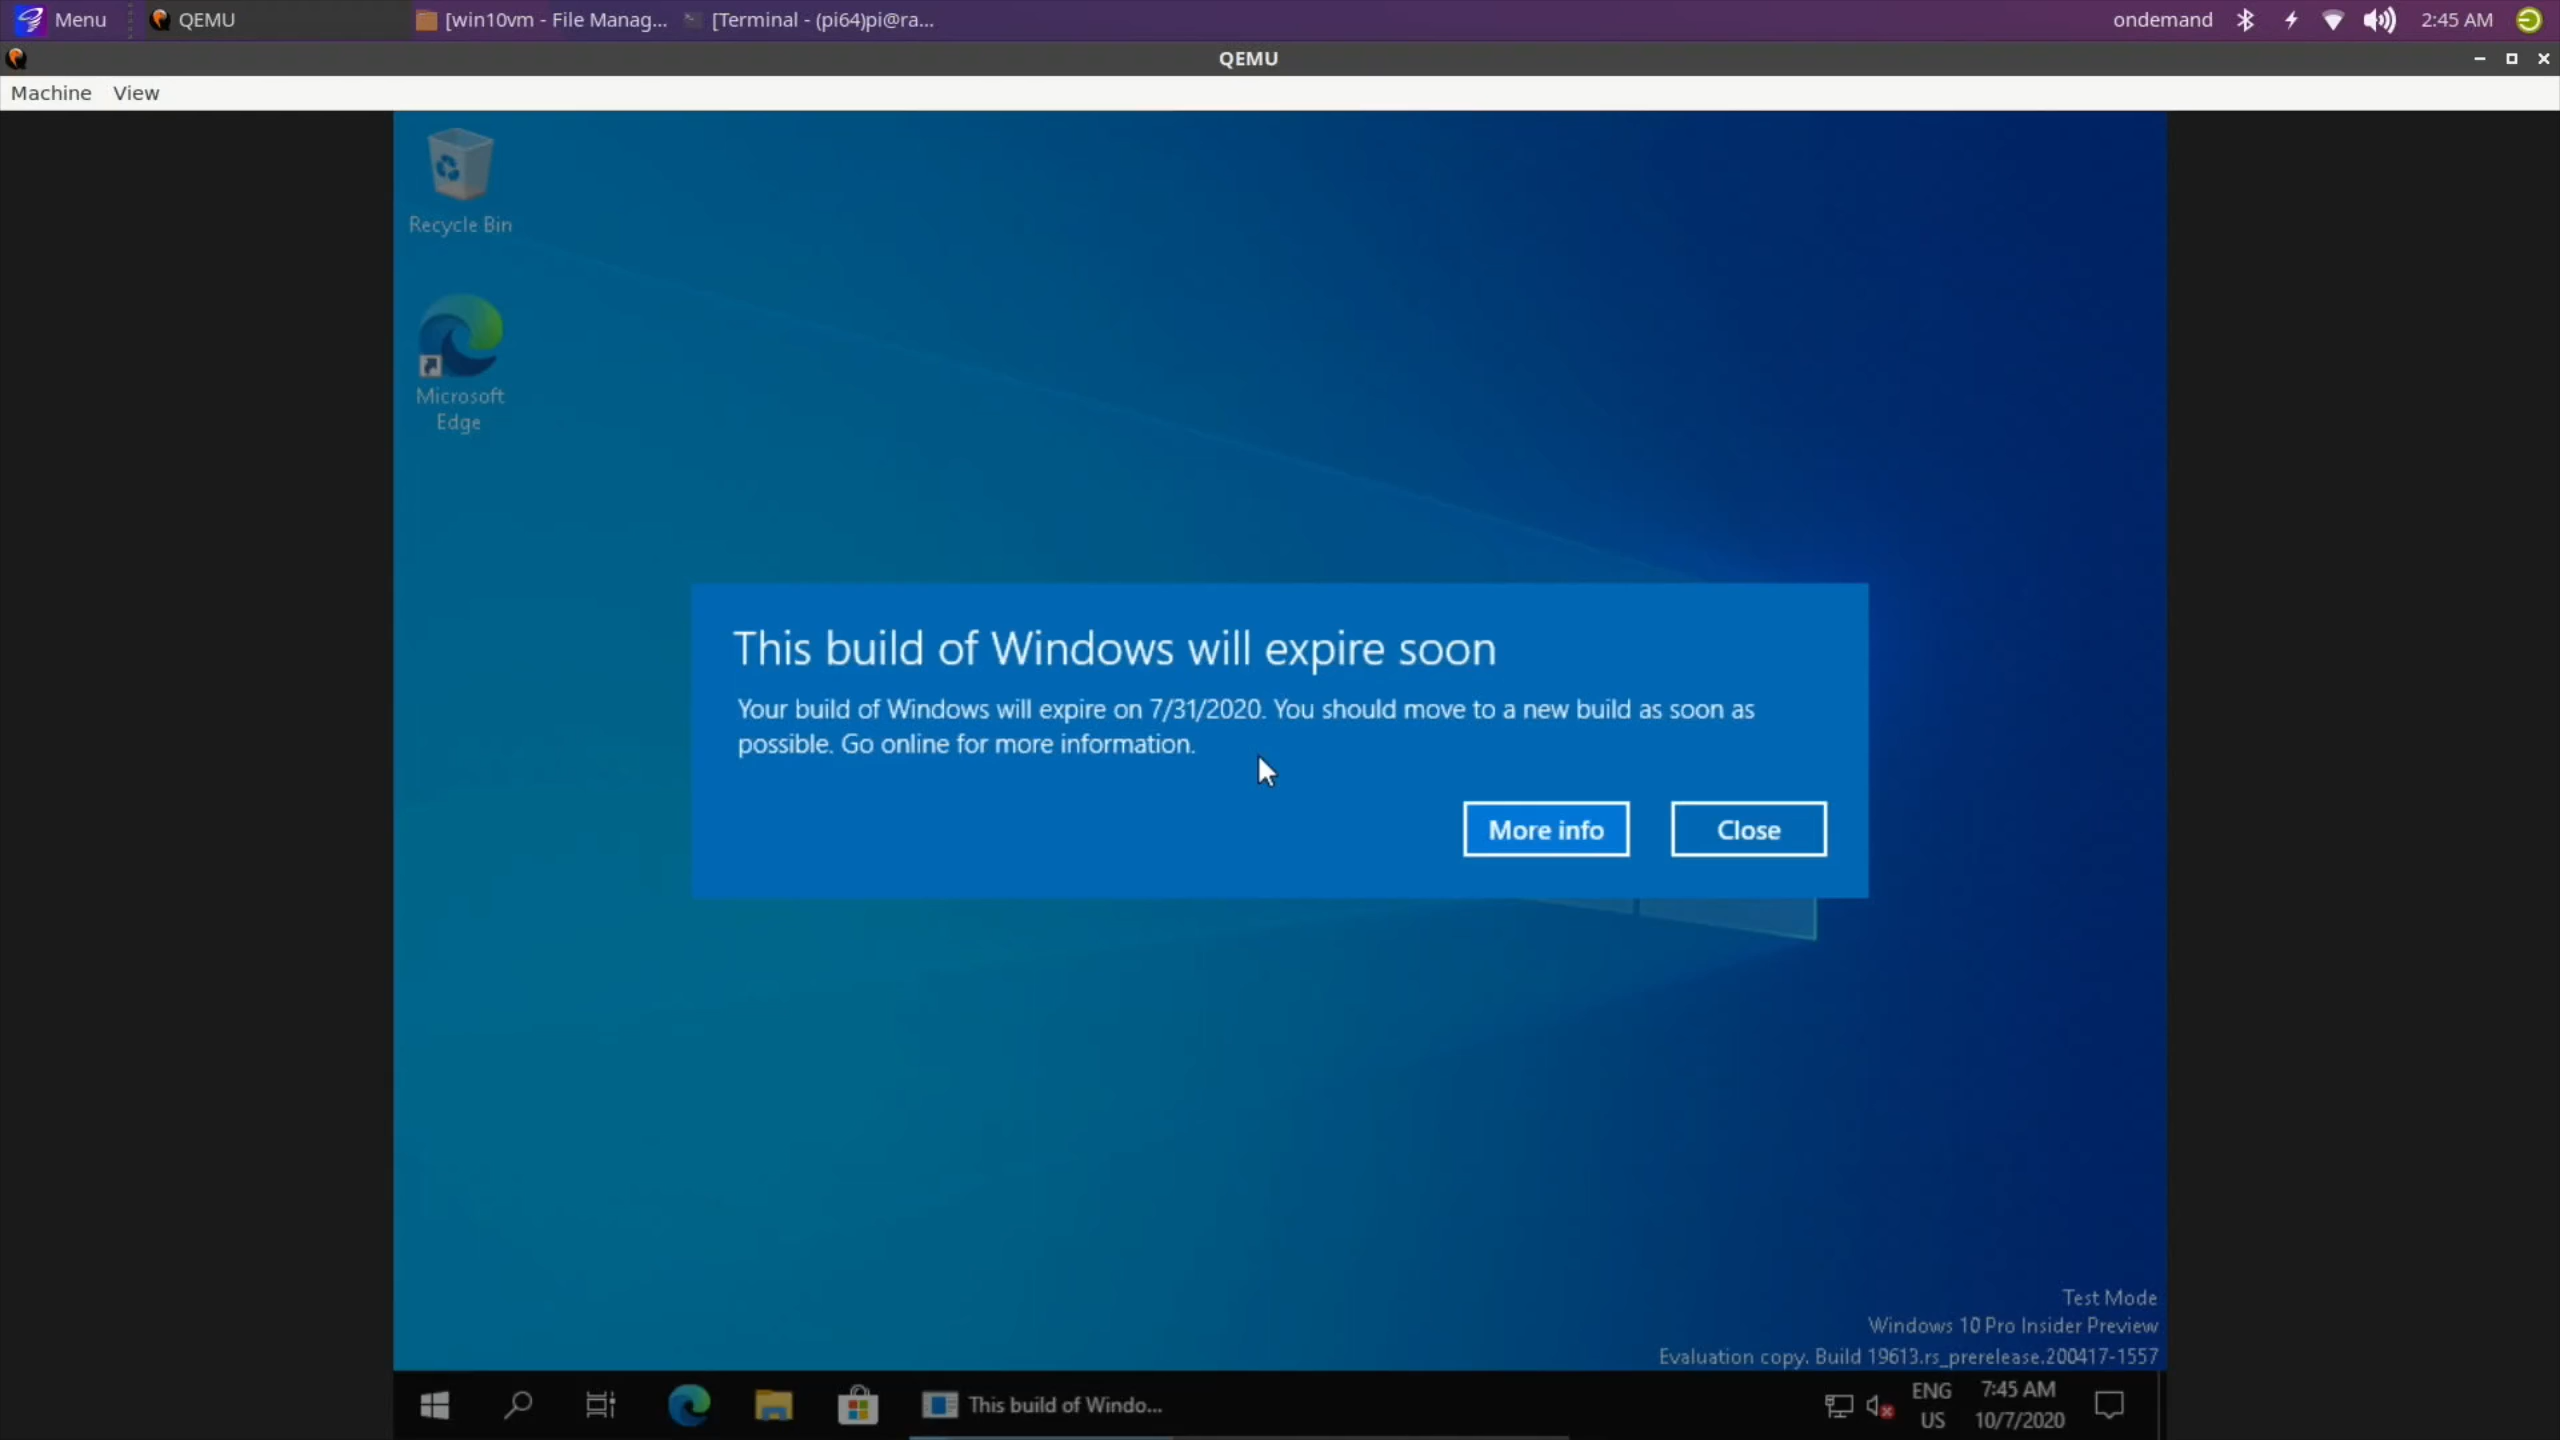 Menu
QEMU
[win10vm - File Manag...
[Terminal - (pi64)pi@ra...
ondemand
2:45 AM
QEMU
Machine View
Recycle Bin
Microsoft
Edge
This build of Windows will expire soon
Your build of Windows will expire on 7/31/2020. You should move to a new build as soon as
possible. Go online for more information.
More info
Close
Test Mode
Windows 10 Pro Insider Preview
Evaluation copy. Build 19613.rs_prerelease.200417-1557
This build of Windo...
ENG
US
7:45 AM
10/7/2020